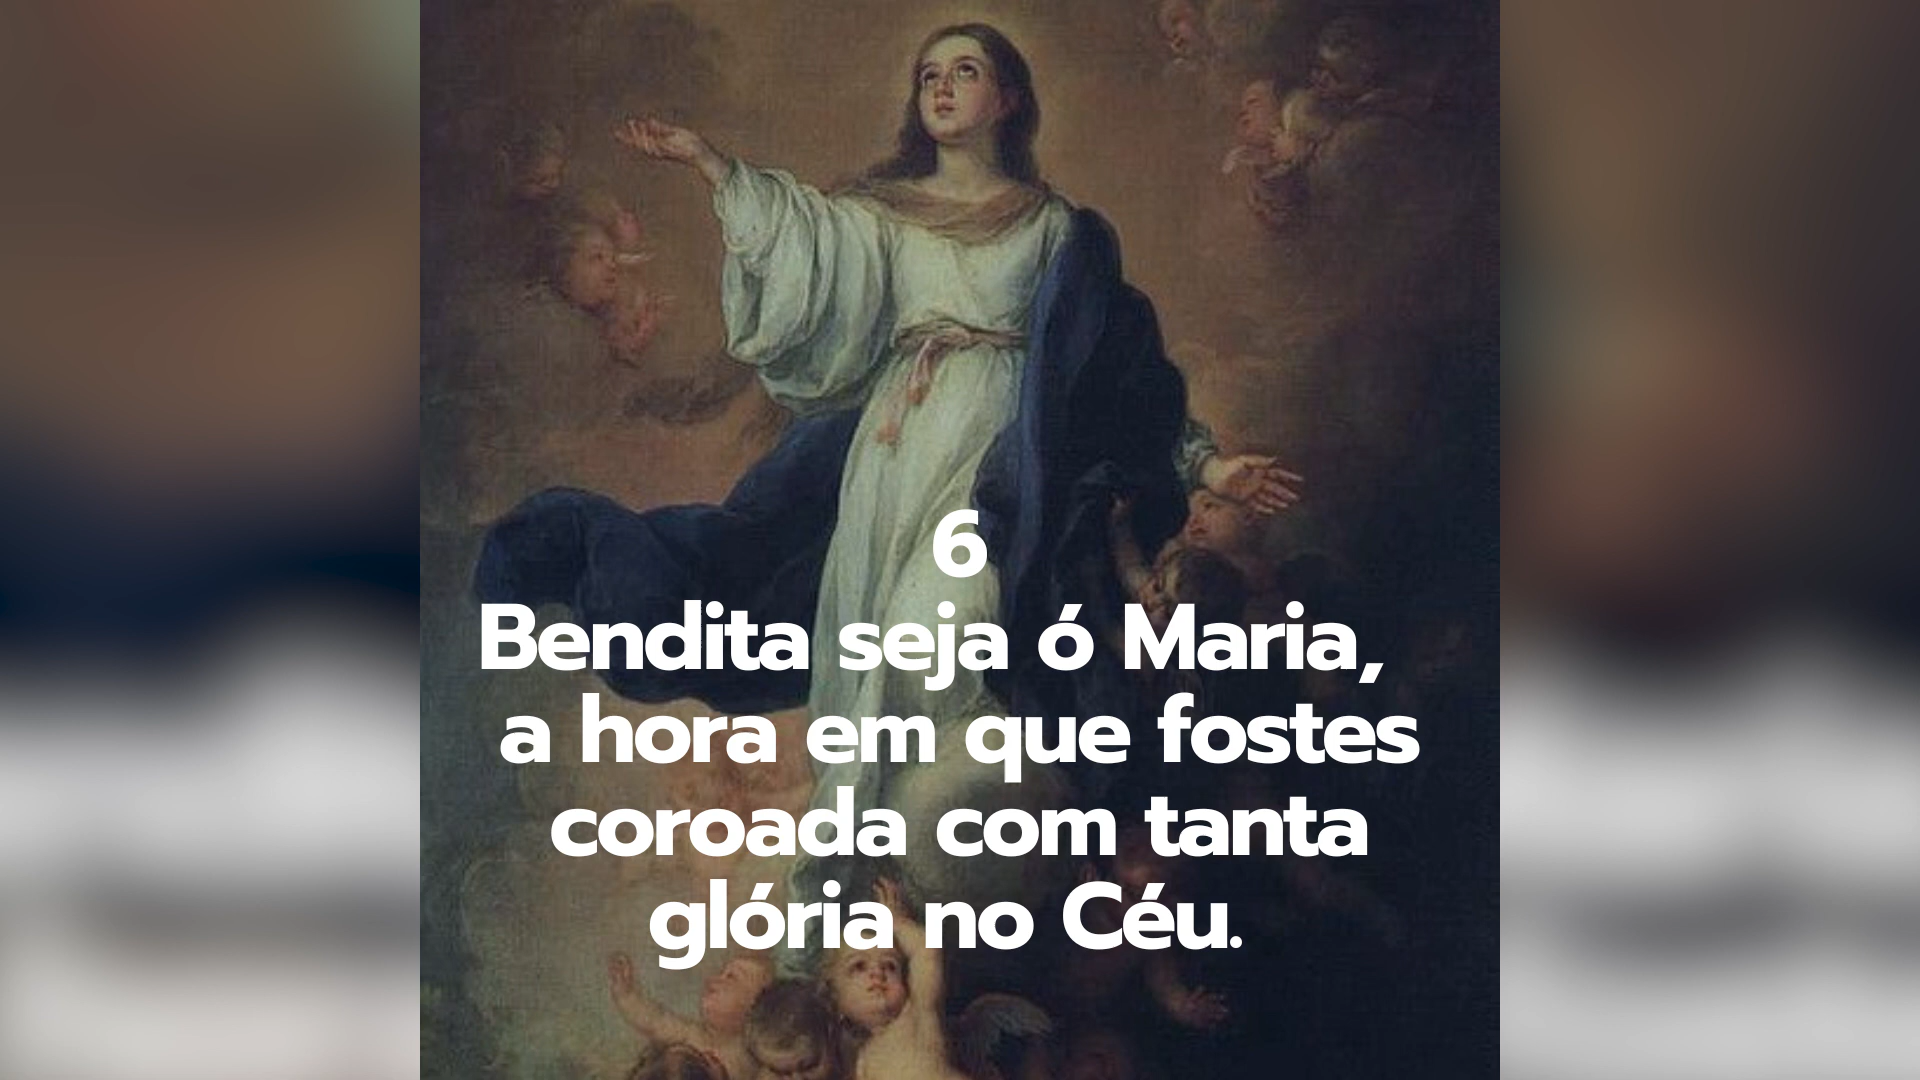 6
Bendita seja ó Maria,
a hora em que fostes
coroada com tanta
glória no Céu.